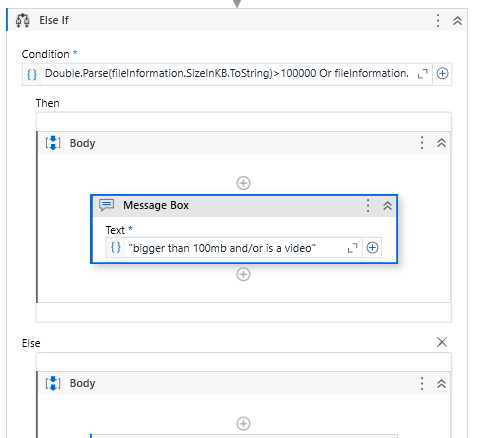 Else If
Condition *
{ } Double.Parse(fileInformation.SizeInKB.ToString)>100000 Or fileInformation.
Then
Body
Message Box
Text *
{ } "bigger than 100mb and/or is a video"
Else
Body